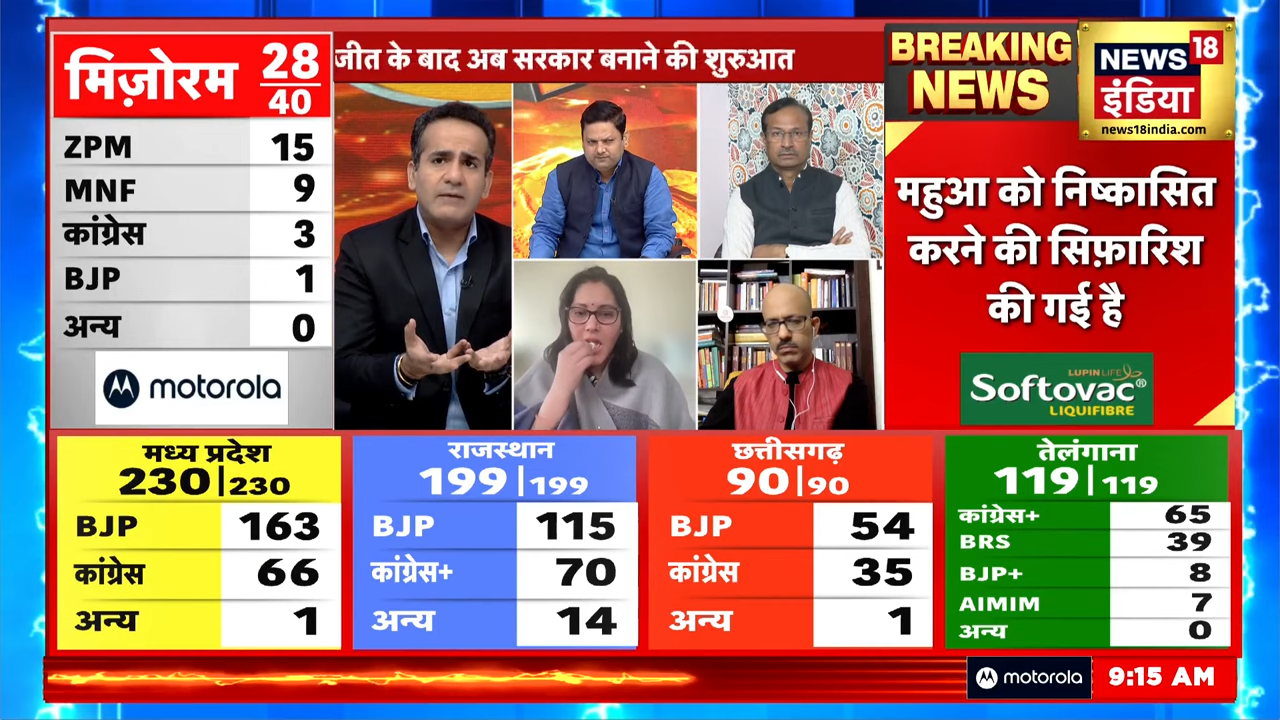 मिज़ोरम 28
40
ZPM 15
MNF 9
कांग्रेस 3
BJP 1
अन्य 0
motorola
जीत के बाद अब सरकार बनाने की शुरुआत
BREAKING
NEWS
NEWS 18
इंडिया
news18india.com
महुआ को निष्कासित
करने की सिफ़ारिश
की गई है
LUPIN LIFE
Softovac®
LIQUIFIBRE
मध्य प्रदेश
230|230
BJP 163
कांग्रेस 66
अन्य 1
राजस्थान
199|199
BJP 115
कांग्रेस+ 70
अन्य 14
छत्तीसगढ़
90|90
BJP 54
कांग्रेस 35
अन्य 1
तेलंगाना
119|119
कांग्रेस+ 65
BRS 39
BJP+ 8
AIMIM 7
अन्य 0
motorola 9:15 AM